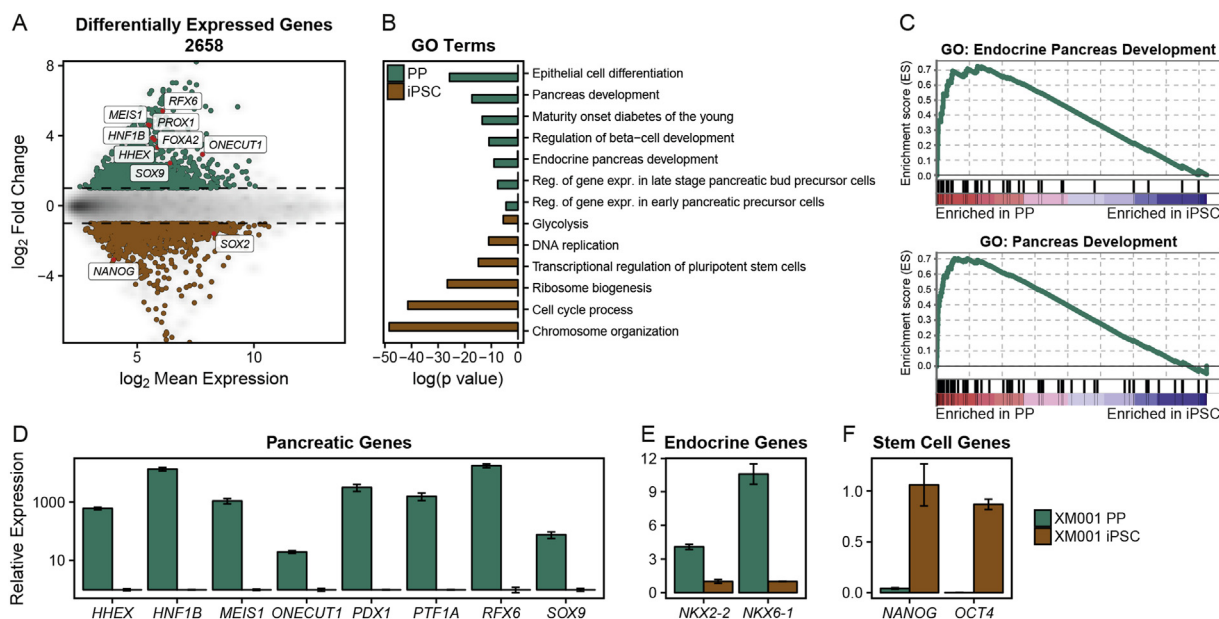 A
Differentially Expressed Genes
2658
8
4
0
−4
log2 Fold Change
RFX6
MEIS1
PROX1
HNF1B
FOXA2
ONECUT1
HHEX
SOX9
SOX2
NANOG
5
10
log2 Mean Expression
B
GO Terms
PP
iPSC
Epithelial cell differentiation
Pancreas development
Maturity onset diabetes of the young
Regulation of beta-cell development
Endocrine pancreas development
Reg. of gene expr. in late stage pancreatic bud precursor cells
Reg. of gene expr. in early pancreatic precursor cells
Glycolysis
DNA replication
Transcriptional regulation of pluripotent stem cells
Ribosome biogenesis
Cell cycle process
Chromosome organization
−50 −40 −30 −20 −10 0
log(p value)
C
GO: Endocrine Pancreas Development
Enrichment score (ES)
0.7
0.6
0.5
0.4
0.3
0.2
0.1
0.0
Enriched in PP
Enriched in iPSC
GO: Pancreas Development
Enrichment score (ES)
0.7
0.6
0.5
0.4
0.3
0.2
0.1
0.0
Enriched in PP
Enriched in iPSC
D
Pancreatic Genes
Relative Expression
1000
10
HHEX HNF1B MEIS1 ONECUT1 PDX1 PTF1A RFX6 SOX9
E
Endocrine Genes
12
9
6
3
0
NKX2-2 NKX6-1
F
Stem Cell Genes
1.0
0.5
0.0
NANOG OCT4
XM001 PP
XM001 iPSC